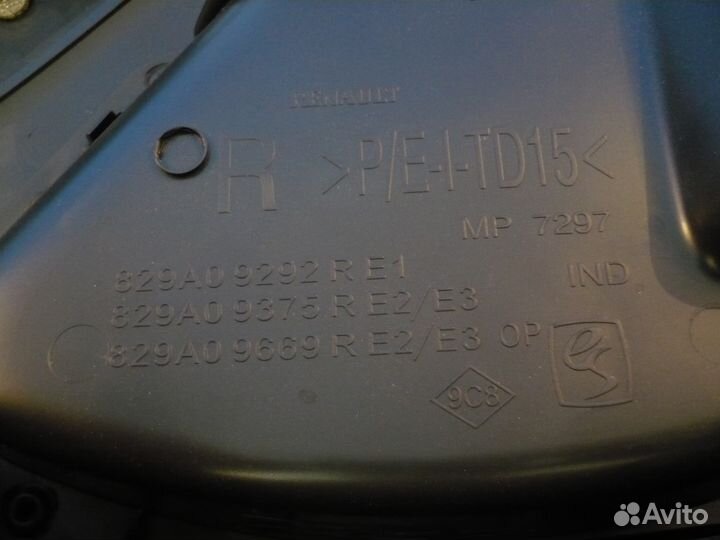 RENAULT
R >P/E-I-TD15<
MP 7297
829A0 9292 R E1
IND
829A0 9375 R E2/E3
829A0 9669 R E2/E3 OP
9C8
Avito